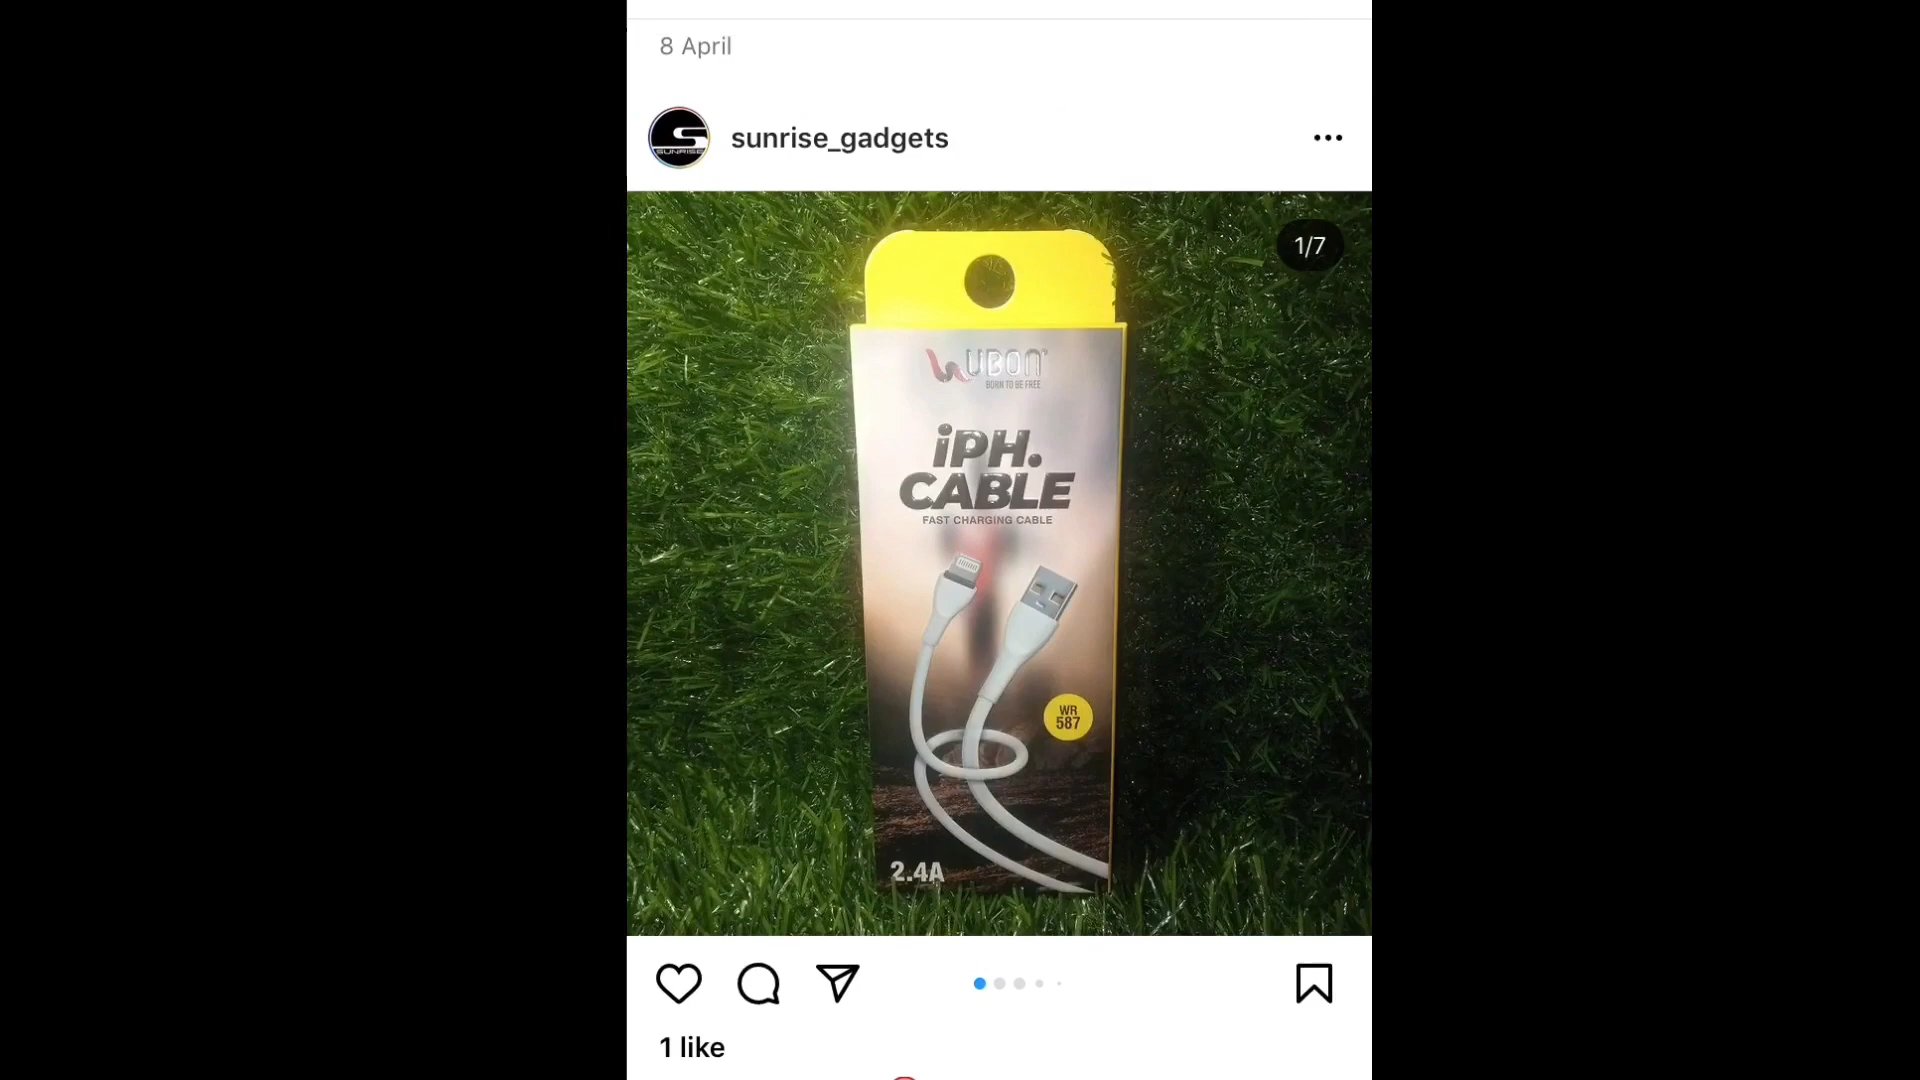 8 April
sunrise_gadgets
SUNRISE
1/7
UBON
BORN TO BE FREE
iPH.
CABLE
FAST CHARGING CABLE
WR
587
2.4A
1 like